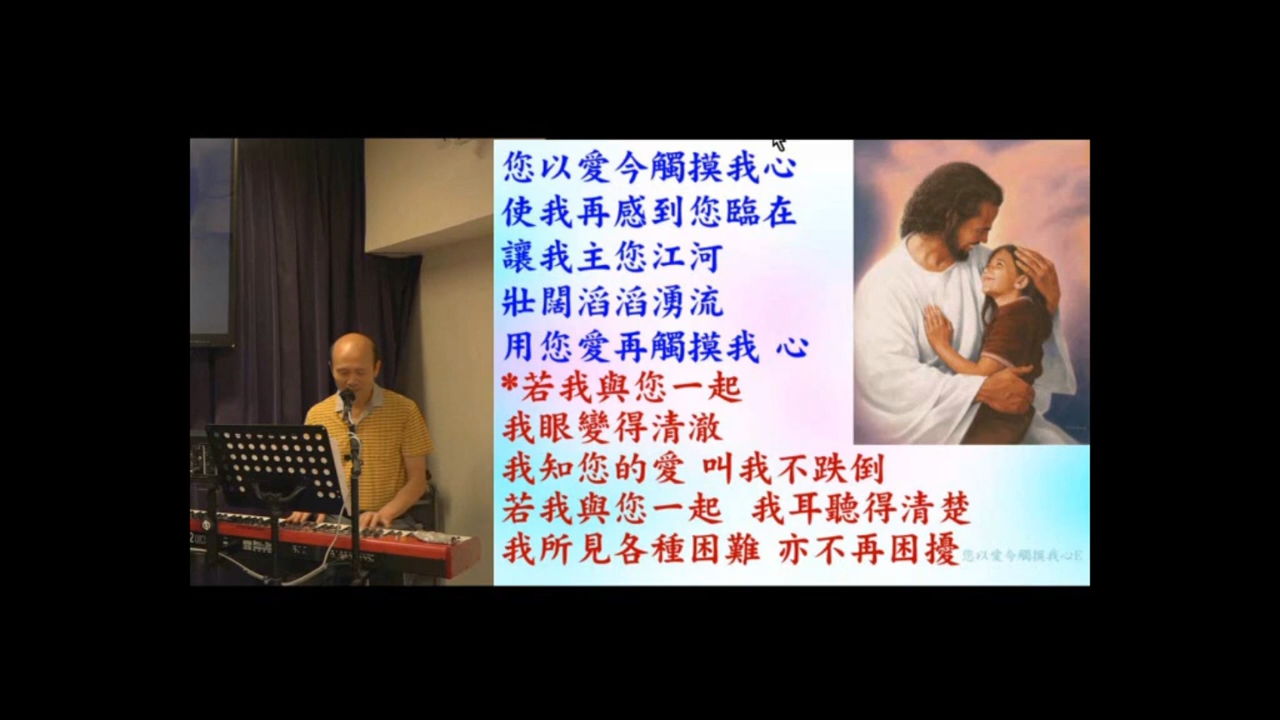 您以愛今觸摸我心
使我再感到您臨在
讓我主您江河
壯闊滔滔湧流
用您愛再觸摸我 心
*若我與您一起
我眼變得清澈
我知您的愛 叫我不跌倒
若我與您一起 我耳聽得清楚
我所見各種困難 亦不再困擾
您以愛今觸摸我心E